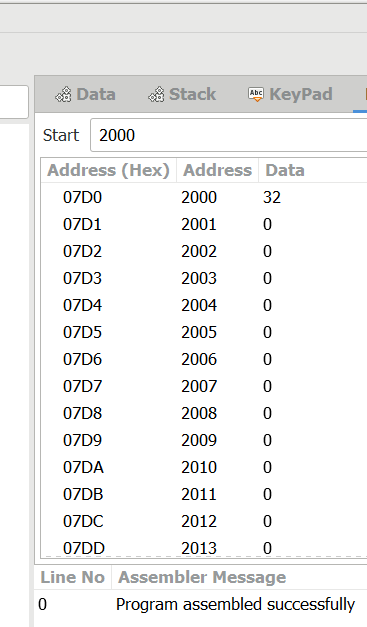 Data Stack KeyPad
Start 2000
Address (Hex) Address Data
07D0 2000 32
07D1 2001 0
07D2 2002 0
07D3 2003 0
07D4 2004 0
07D5 2005 0
07D6 2006 0
07D7 2007 0
07D8 2008 0
07D9 2009 0
07DA 2010 0
07DB 2011 0
07DC 2012 0
07DD 2013 0
Line No Assembler Message
0 Program assembled successfully